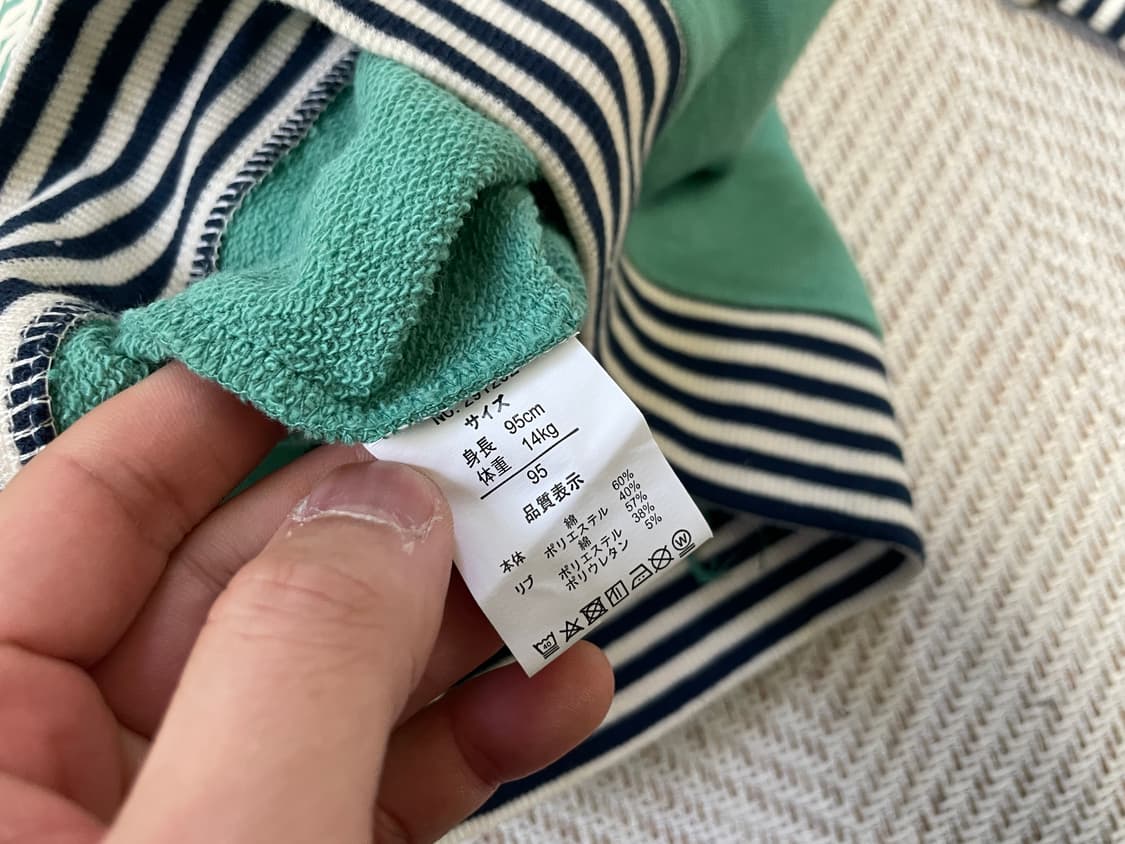 サイズ
身長 95cm
体重 14kg
95
品質表示
本体 綿 60%
ポリエステル 40%
リブ 綿 57%
ポリエステル 38%
ポリウレタン 5%
40 W